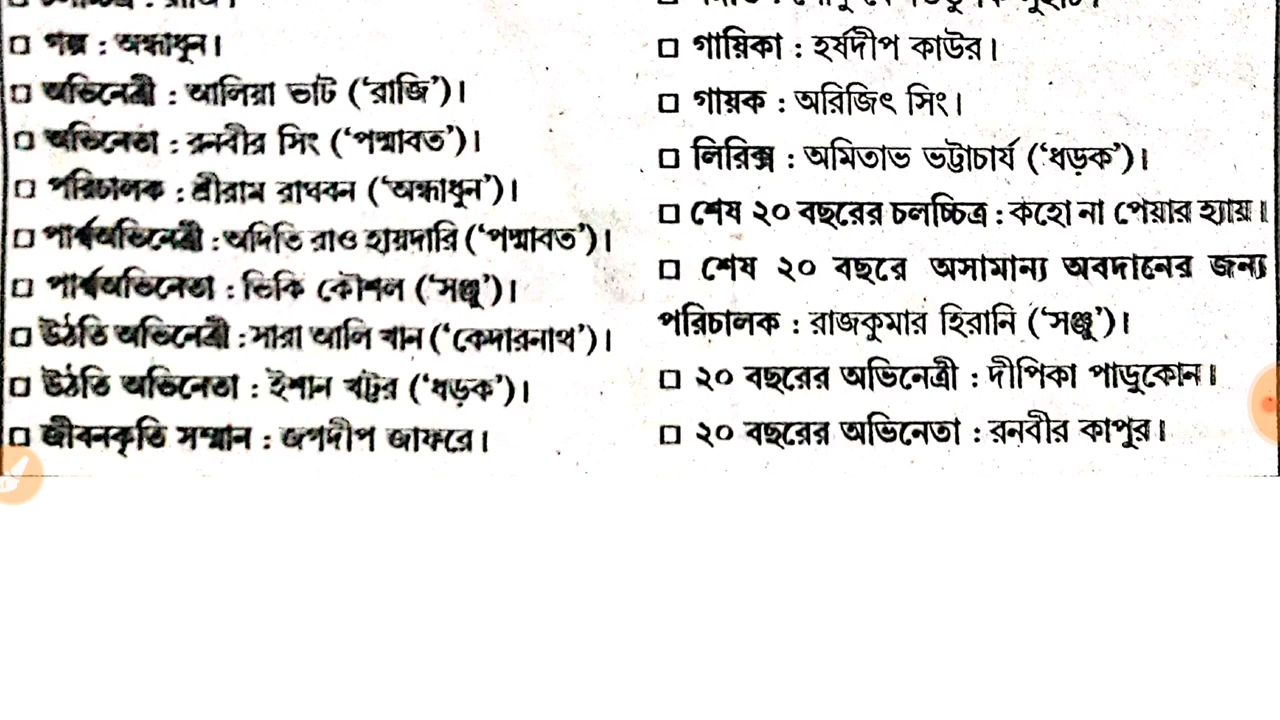 □ গল্প : অন্ধাধুন।
□ অভিনেত্রী : আলিয়া ভাট (‘রাজি’)।
□ অভিনেতা : রনবীর সিং (‘পদ্মাবত’)।
□ পরিচালক : শ্রীরাম রাঘবন (‘অন্ধাধুন’)।
□ পার্শ্বঅভিনেত্রী : অদিতি রাও হায়দারি (‘পদ্মাবত’)।
□ পার্শ্বঅভিনেতা : ভিকি কৌশল (‘সঞ্জু’)।
□ উঠতি অভিনেত্রী : সারা আলি খান (‘কেদারনাথ’)।
□ উঠতি অভিনেতা : ইশান খট্টর (‘ধড়ক’)।
□ জীবনকৃতি সম্মান : জগদীপ জাফরে।
□ গায়িকা : হর্ষদীপ কাউর।
□ গায়ক : অরিজিৎ সিং।
□ লিরিক্স : অমিতাভ ভট্টাচার্য (‘ধড়ক’)।
□ শেষ ২০ বছরের চলচ্চিত্র : কহো না পেয়ার হ্যায়।
□ শেষ ২০ বছরে অসামান্য অবদানের জন্য
পরিচালক : রাজকুমার হিরানি (‘সঞ্জু’)।
□ ২০ বছরের অভিনেত্রী : দীপিকা পাড়ুকোন।
□ ২০ বছরের অভিনেতা : রনবীর কাপুর।